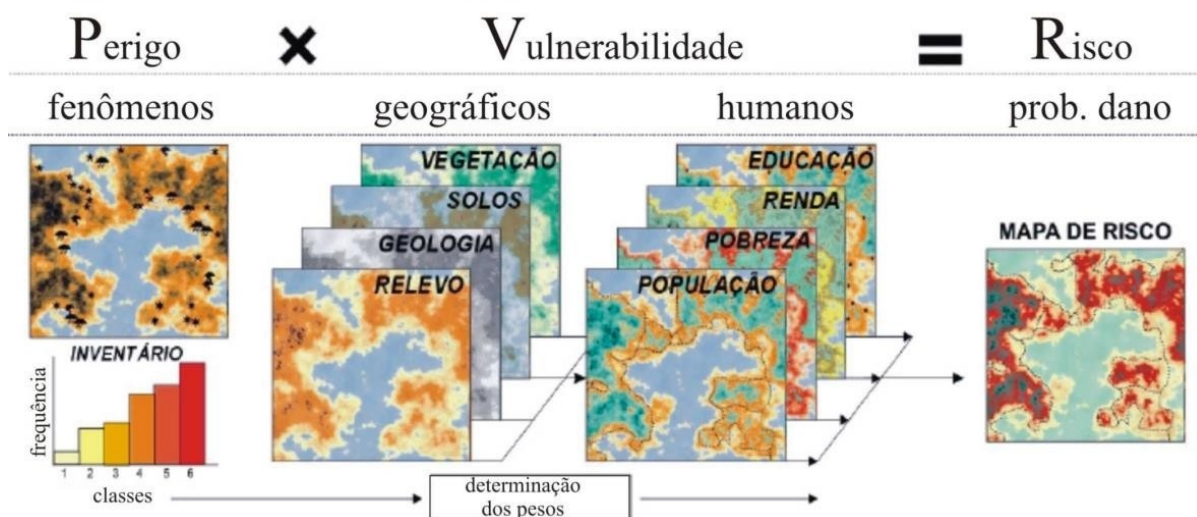 Perigo × Vulnerabilidade = Risco
fenômenos geográficos humanos prob. dano
VEGETAÇÃO
SOLOS
GEOLOGIA
RELEVO
EDUCAÇÃO
RENDA
POBREZA
POPULAÇÃO
MAPA DE RISCO
INVENTÁRIO
frequência
1 2 3 4 5 6
classes
determinação
dos pesos